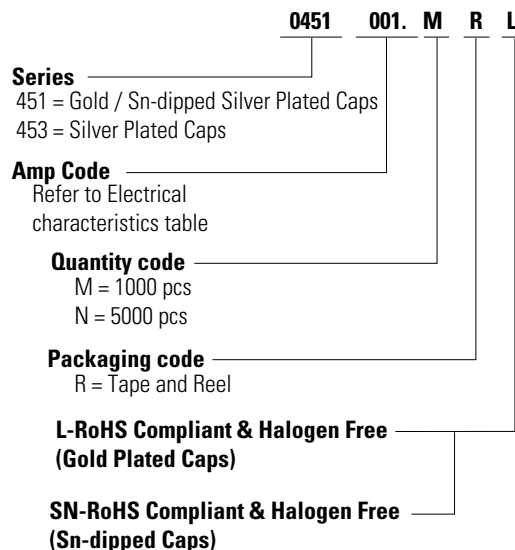 0451 001. M R L
Series
451 = Gold / Sn-dipped Silver Plated Caps
453 = Silver Plated Caps
Amp Code
Refer to Electrical
characteristics table
Quantity code
M = 1000 pcs
N = 5000 pcs
Packaging code
R = Tape and Reel
L-RoHS Compliant & Halogen Free
(Gold Plated Caps)
SN-RoHS Compliant & Halogen Free
(Sn-dipped Caps)